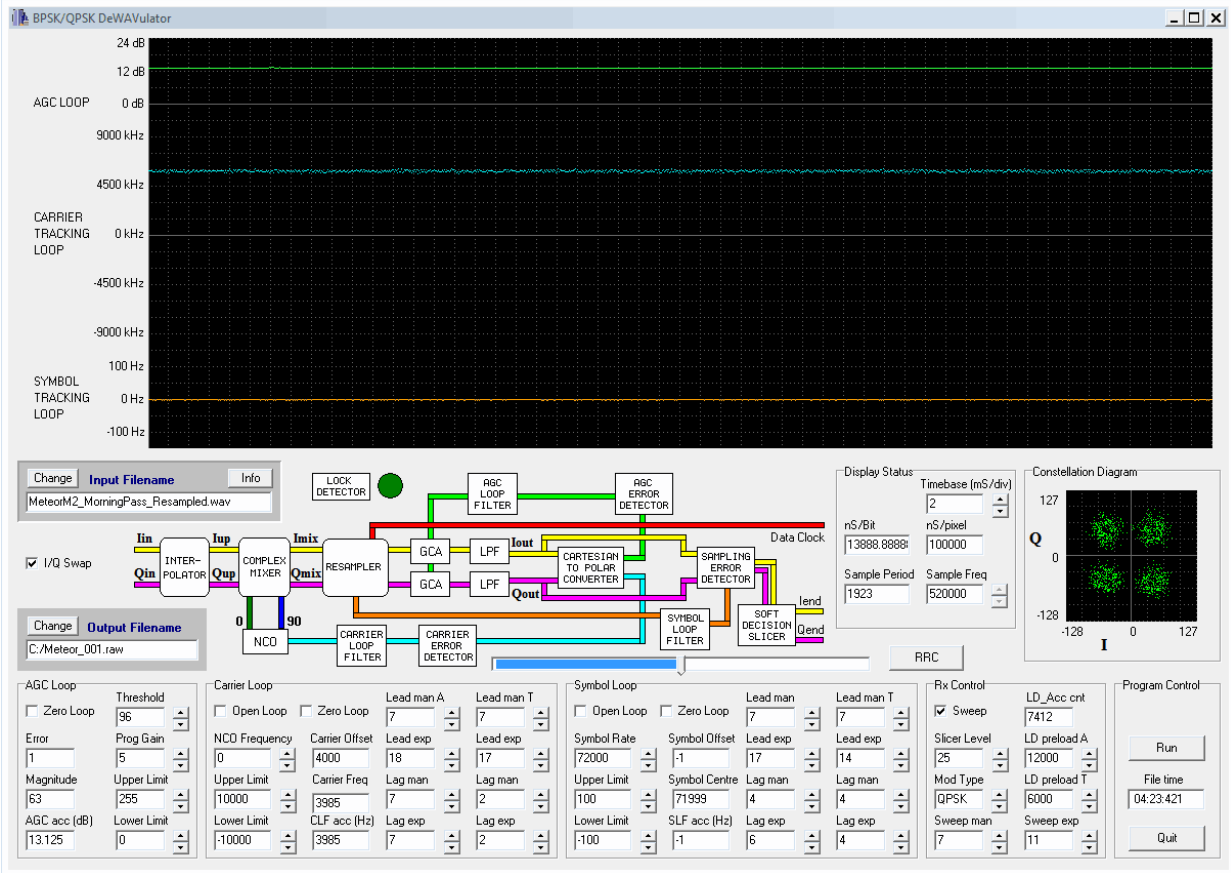 BPSK/QPSK DeWAVulator
24 dB
12 dB
AGC LOOP
0 dB
9000 kHz
4500 kHz
CARRIER
TRACKING
LOOP
0 kHz
-4500 kHz
-9000 kHz
100 Hz
SYMBOL
TRACKING
LOOP
0 Hz
-100 Hz
Change
Input Filename
Info
MeteorM2_MorningPass_Resampled.wav
I/Q Swap
Change
Output Filename
C:/Meteor_001.raw
LOCK
DETECTOR
AGC
LOOP
FILTER
AGC
ERROR
DETECTOR
Iin
Iup
Imix
Iout
Data Clock
INTER-
POLATOR
COMPLEX
MIXER
RESAMPLER
GCA
LPF
CARTESIAN
TO POLAR
CONVERTER
SAMPLING
ERROR
DETECTOR
Qin
Qup
Qmix
GCA
LPF
Qout
0
90
NCO
CARRIER
LOOP
FILTER
CARRIER
ERROR
DETECTOR
SYMBOL
LOOP
FILTER
SOFT
DECISION
SLICER
Iend
Qend
RRC
Display Status
Timebase (mS/div)
2
nS/Bit
nS/pixel
13888.8888
100000
Sample Period
Sample Freq
1923
520000
Constellation Diagram
127
Q
0
-128
-128
0
127
I
AGC Loop
Zero Loop
Threshold
96
Error
Prog Gain
1
5
Magnitude
Upper Limit
63
255
AGC acc (dB)
Lower Limit
13.125
0
Carrier Loop
Open Loop
Zero Loop
Lead man A
Lead man T
7
7
NCO Frequency
Carrier Offset
Lead exp
Lead exp
0
4000
18
17
Upper Limit
Carrier Freq
Lag man
Lag man
10000
3985
7
2
Lower Limit
CLF acc (Hz)
Lag exp
Lag exp
-10000
3985
7
2
Symbol Loop
Open Loop
Zero Loop
Lead man
Lead man T
7
7
Symbol Rate
Symbol Offset
Lead exp
Lead exp
72000
-1
17
14
Upper Limit
Symbol Centre
Lag man
Lag man
100
71999
4
4
Lower Limit
SLF acc (Hz)
Lag exp
Lag exp
-100
-1
6
4
Rx Control
Sweep
LD_Acc cnt
7412
Slicer Level
LD preload A
25
12000
Mod Type
LD preload T
QPSK
6000
Sweep man
Sweep exp
7
11
Program Control
Run
File time
04:23:421
Quit